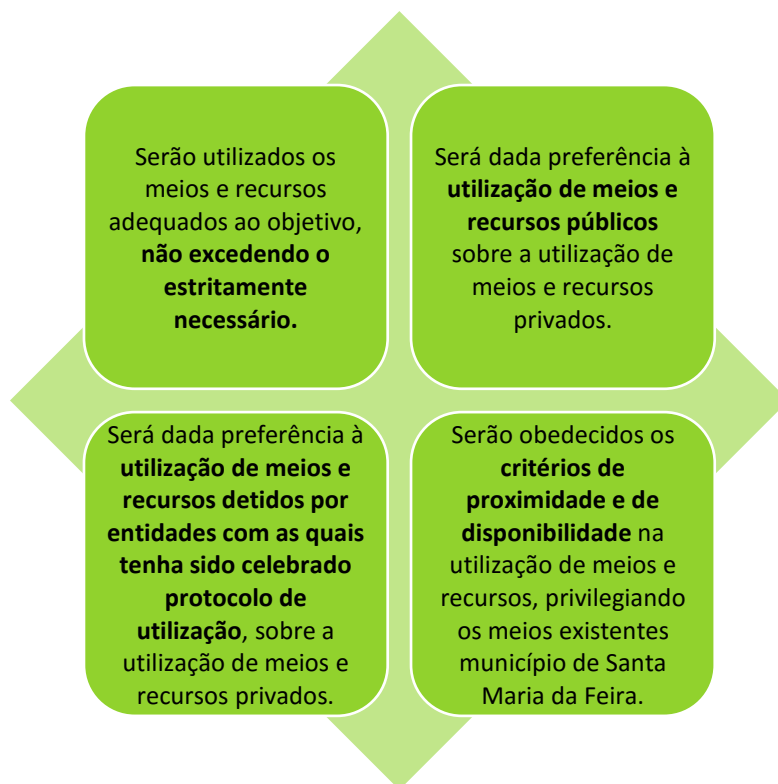 Serão utilizados os
meios e recursos
adequados ao objetivo,
não excedendo o
estritamente
necessário.
Será dada preferência à
utilização de meios e
recursos públicos
sobre a utilização de
meios e recursos
privados.
Será dada preferência à
utilização de meios e
recursos detidos por
entidades com as quais
tenha sido celebrado
protocolo de
utilização, sobre a
utilização de meios e
recursos privados.
Serão obedecidos os
critérios de
proximidade e de
disponibilidade na
utilização de meios e
recursos, privilegiando
os meios existentes
município de Santa
Maria da Feira.